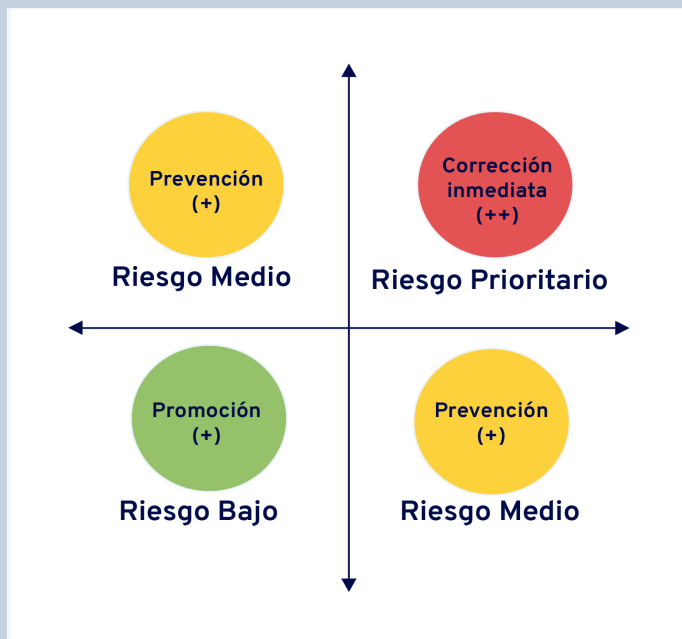 Prevención
(+)
Riesgo Medio
Corrección
inmediata
(++)
Riesgo Prioritario
Promoción
(+)
Riesgo Bajo
Prevención
(+)
Riesgo Medio